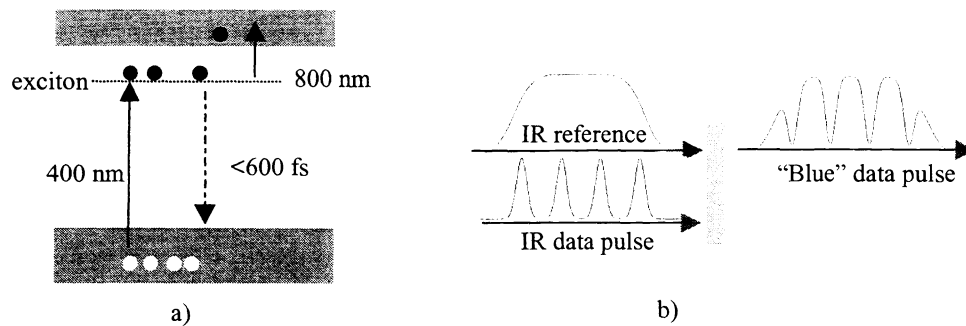 exciton
800 nm
400 nm
<600 fs
a)
IR reference
IR data pulse
"Blue" data pulse
b)